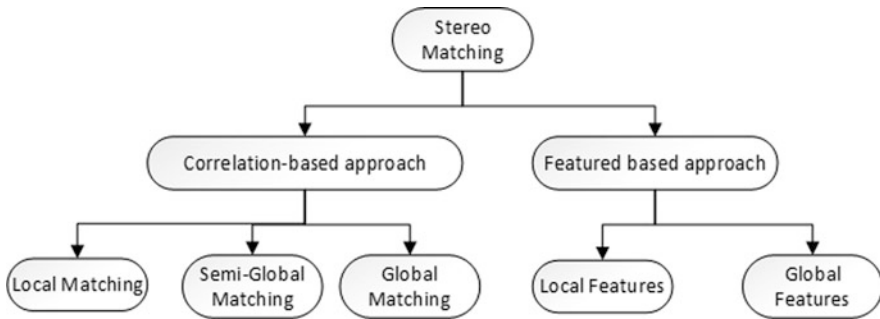 Stereo
Matching
Correlation-based approach
Featured based approach
Local Matching
Semi-Global
Matching
Global
Matching
Local Features
Global
Features